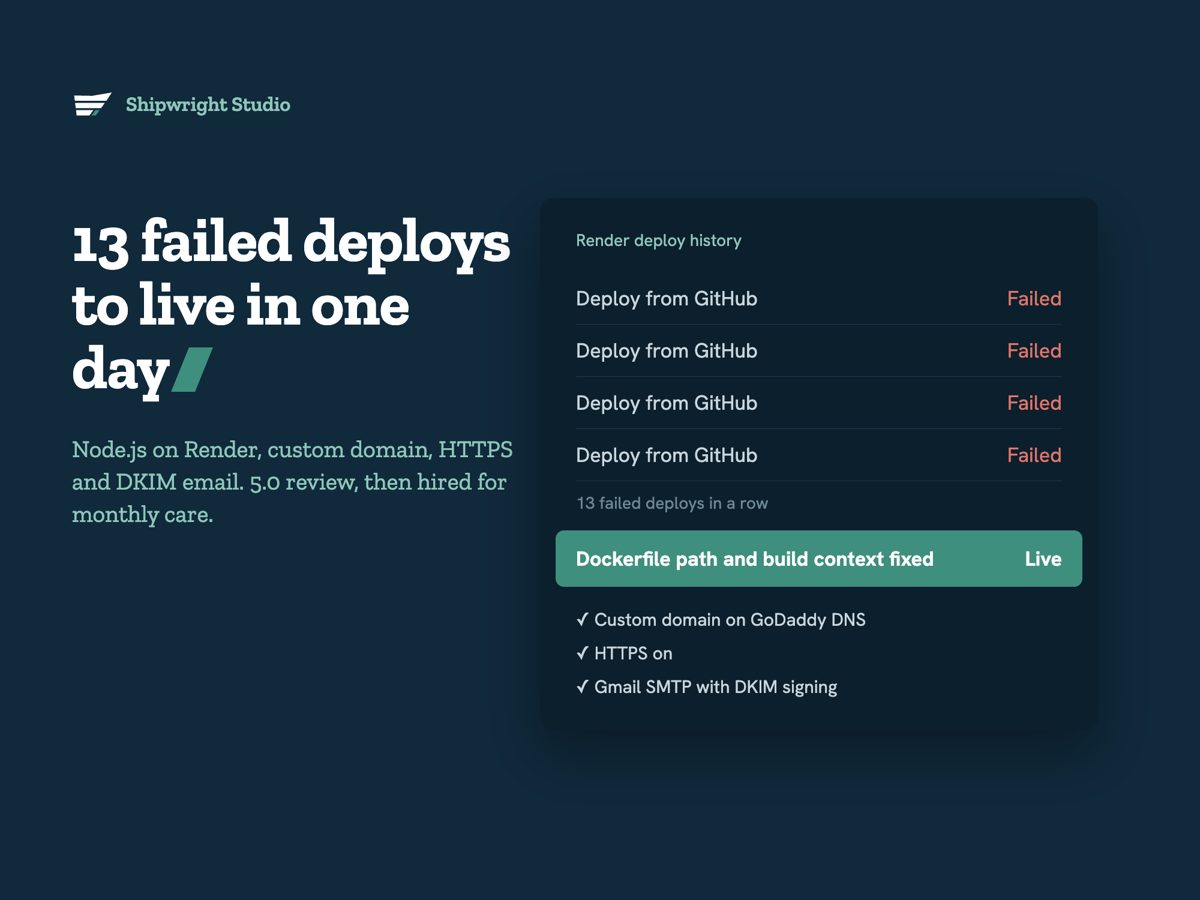 Shipwright Studio
13 failed deploys
to live in one
day
Node.js on Render, custom domain, HTTPS
and DKIM email. 5.0 review, then hired for
monthly care.
Render deploy history
Deploy from GitHub Failed
Deploy from GitHub Failed
Deploy from GitHub Failed
Deploy from GitHub Failed
13 failed deploys in a row
Dockerfile path and build context fixed Live
✓ Custom domain on GoDaddy DNS
✓ HTTPS on
✓ Gmail SMTP with DKIM signing